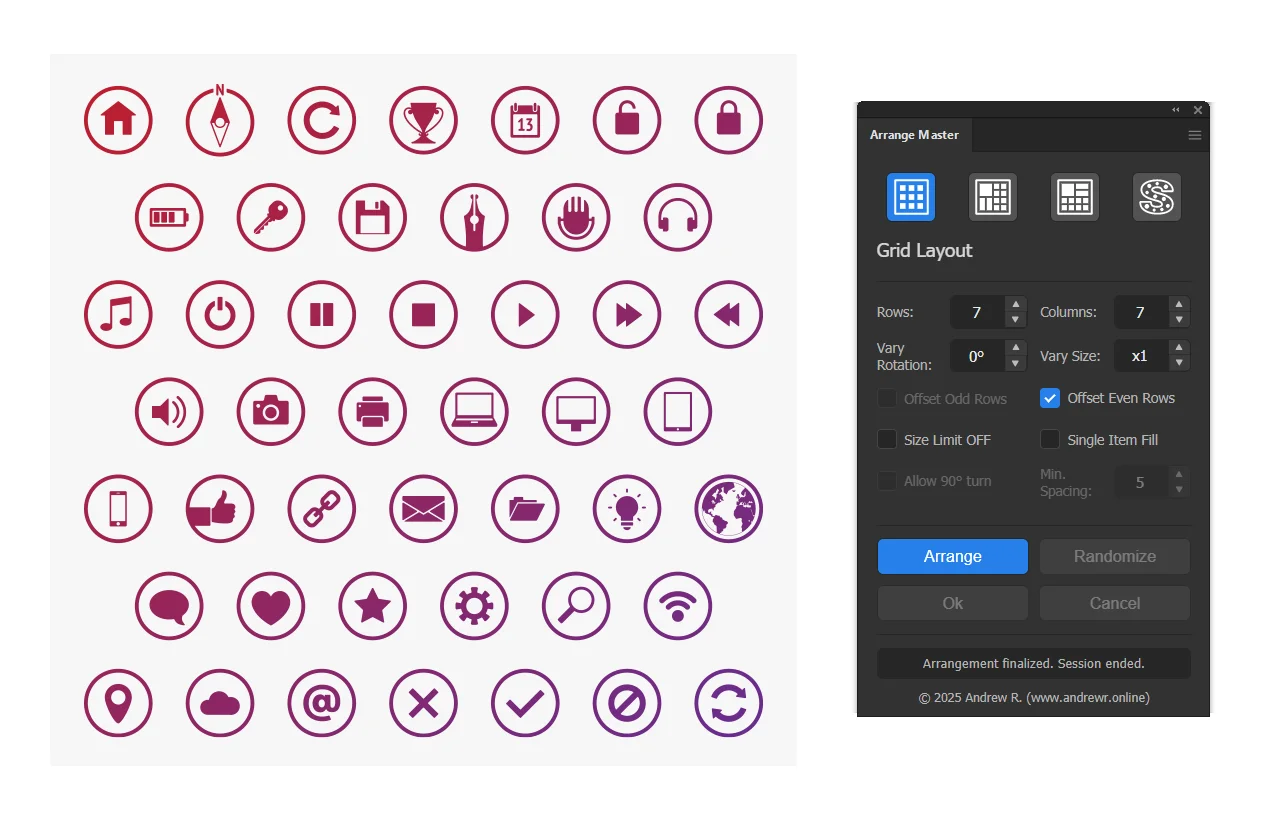 N
13
@
Arrange Master
Grid Layout
Rows: 7 Columns: 7
Vary Rotation: 0º Vary Size: x1
Offset Odd Rows Offset Even Rows
Size Limit OFF Single Item Fill
Allow 90º turn Min. Spacing: 5
Arrange Randomize
Ok Cancel
Arrangement finalized. Session ended.
© 2025 Andrew R. (www.andrewr.online)